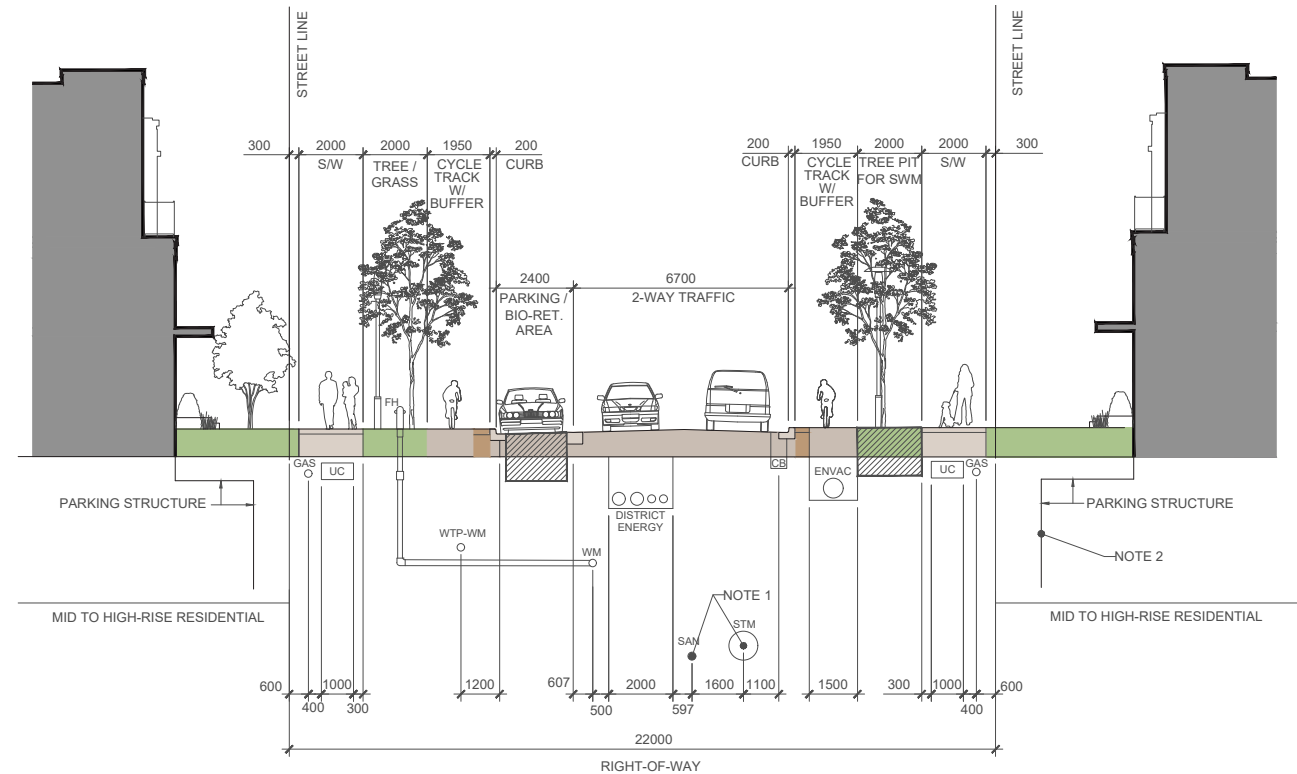 STREET LINE
STREET LINE
300
2000
2000
1950
200
200
1950
2000
2000
300
S/W
TREE /
GRASS
CYCLE
TRACK
W/
BUFFER
CURB
CURB
CYCLE
TRACK
W/
BUFFER
TREE PIT
FOR SWM
S/W
2400
6700
PARKING /
BIO-RET.
AREA
2-WAY TRAFFIC
FH
GAS
UC
CB
ENVAC
UC
GAS
PARKING STRUCTURE
DISTRICT
ENERGY
PARKING STRUCTURE
WTP-WM
WM
NOTE 2
NOTE 1
MID TO HIGH-RISE RESIDENTIAL
SAN
STM
MID TO HIGH-RISE RESIDENTIAL
600
1000
1200
607
2000
1600
1100
1500
300
1000
600
400
300
500
597
400
22000
RIGHT-OF-WAY